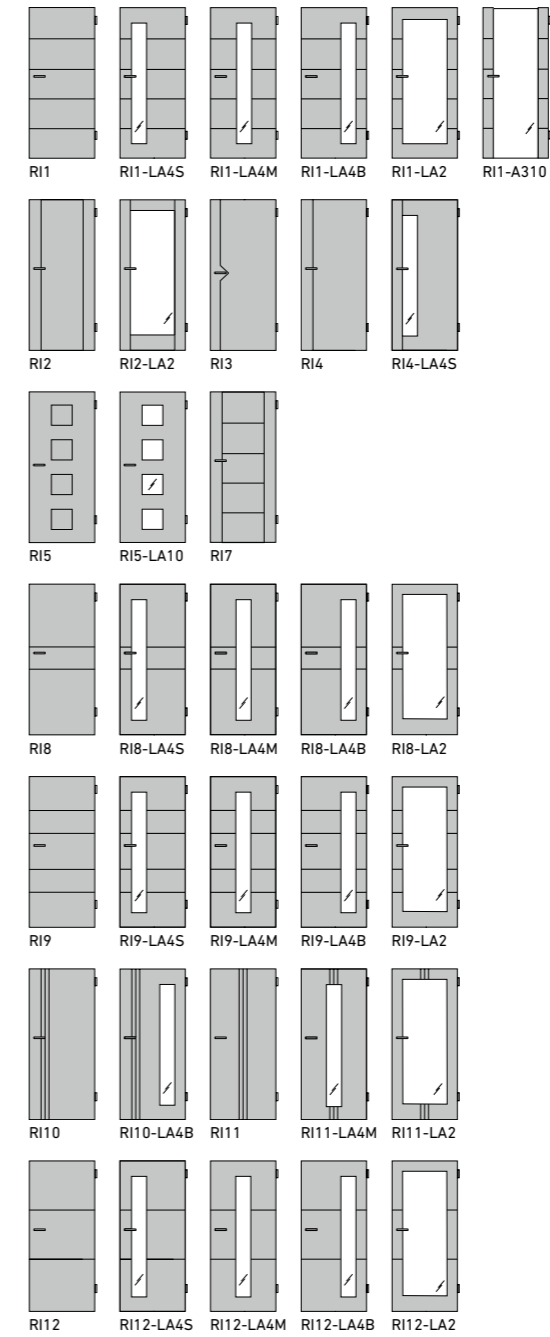 RI1 RI1-LA4S RI1-LA4M RI1-LA4B RI1-LA2 RI1-A310
RI2 RI2-LA2 RI3 RI4 RI4-LA4S
RI5 RI5-LA10 RI7
RI8 RI8-LA4S RI8-LA4M RI8-LA4B RI8-LA2
RI9 RI9-LA4S RI9-LA4M RI9-LA4B RI9-LA2
RI10 RI10-LA4B RI11 RI11-LA4M RI11-LA2
RI12 RI12-LA4S RI12-LA4M RI12-LA4B RI12-LA2